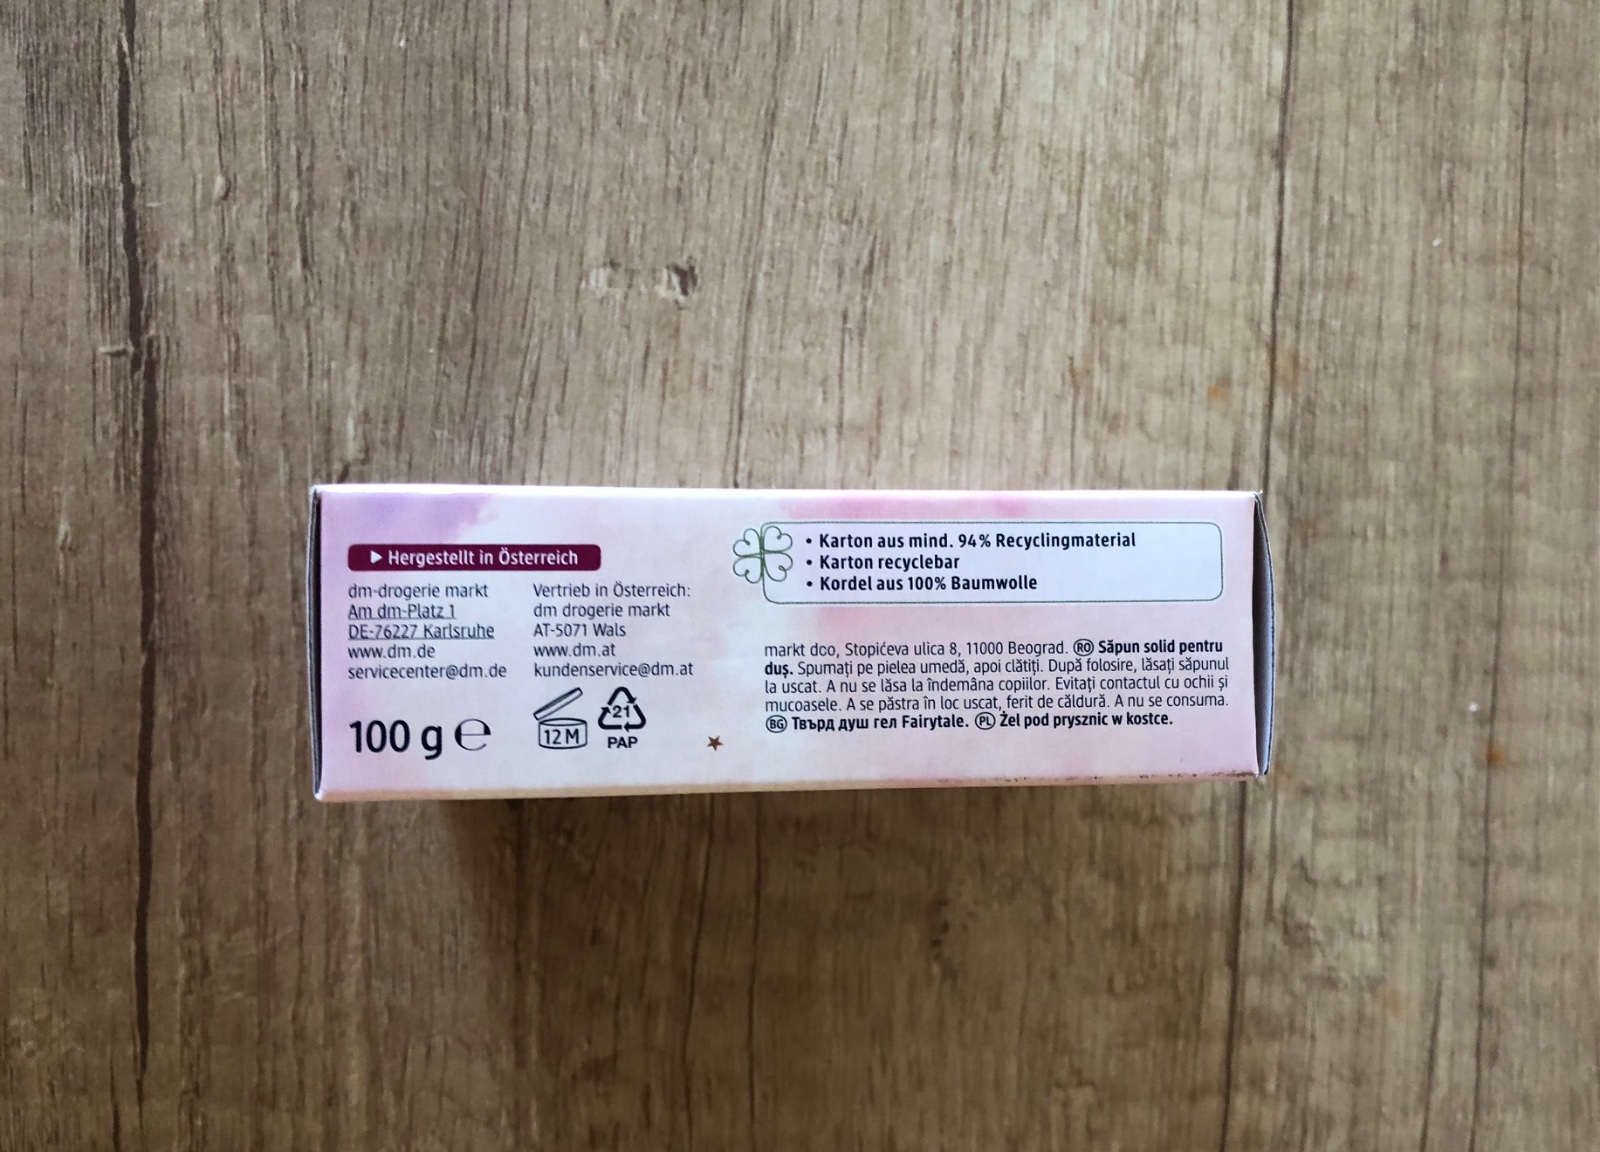 Hergestellt in Österreich
dm-drogerie markt
Am dm-Platz 1
DE-76227 Karlsruhe
www.dm.de
servicecenter@dm.de
Vertrieb in Österreich:
dm drogerie markt
AT-5071 Wals
www.dm.at
kundenservice@dm.at
100 g ℮
12 M
21
PAP
• Karton aus mind. 94% Recyclingmaterial
• Karton recyclebar
• Kordel aus 100% Baumwolle
markt doo, Stopićeva ulica 8, 11000 Beograd. RO Săpun solid pentru
duș. Spumați pe pielea umedă, apoi clătiți. După folosire, lăsați săpunul
la uscat. A nu se lăsa la îndemâna copiilor. Evitați contactul cu ochii și
mucoasele. A se păstra în loc uscat, ferit de căldură. A nu se consuma.
BG Твърд душ гел Fairytale. PL Żel pod prysznic w kostce.